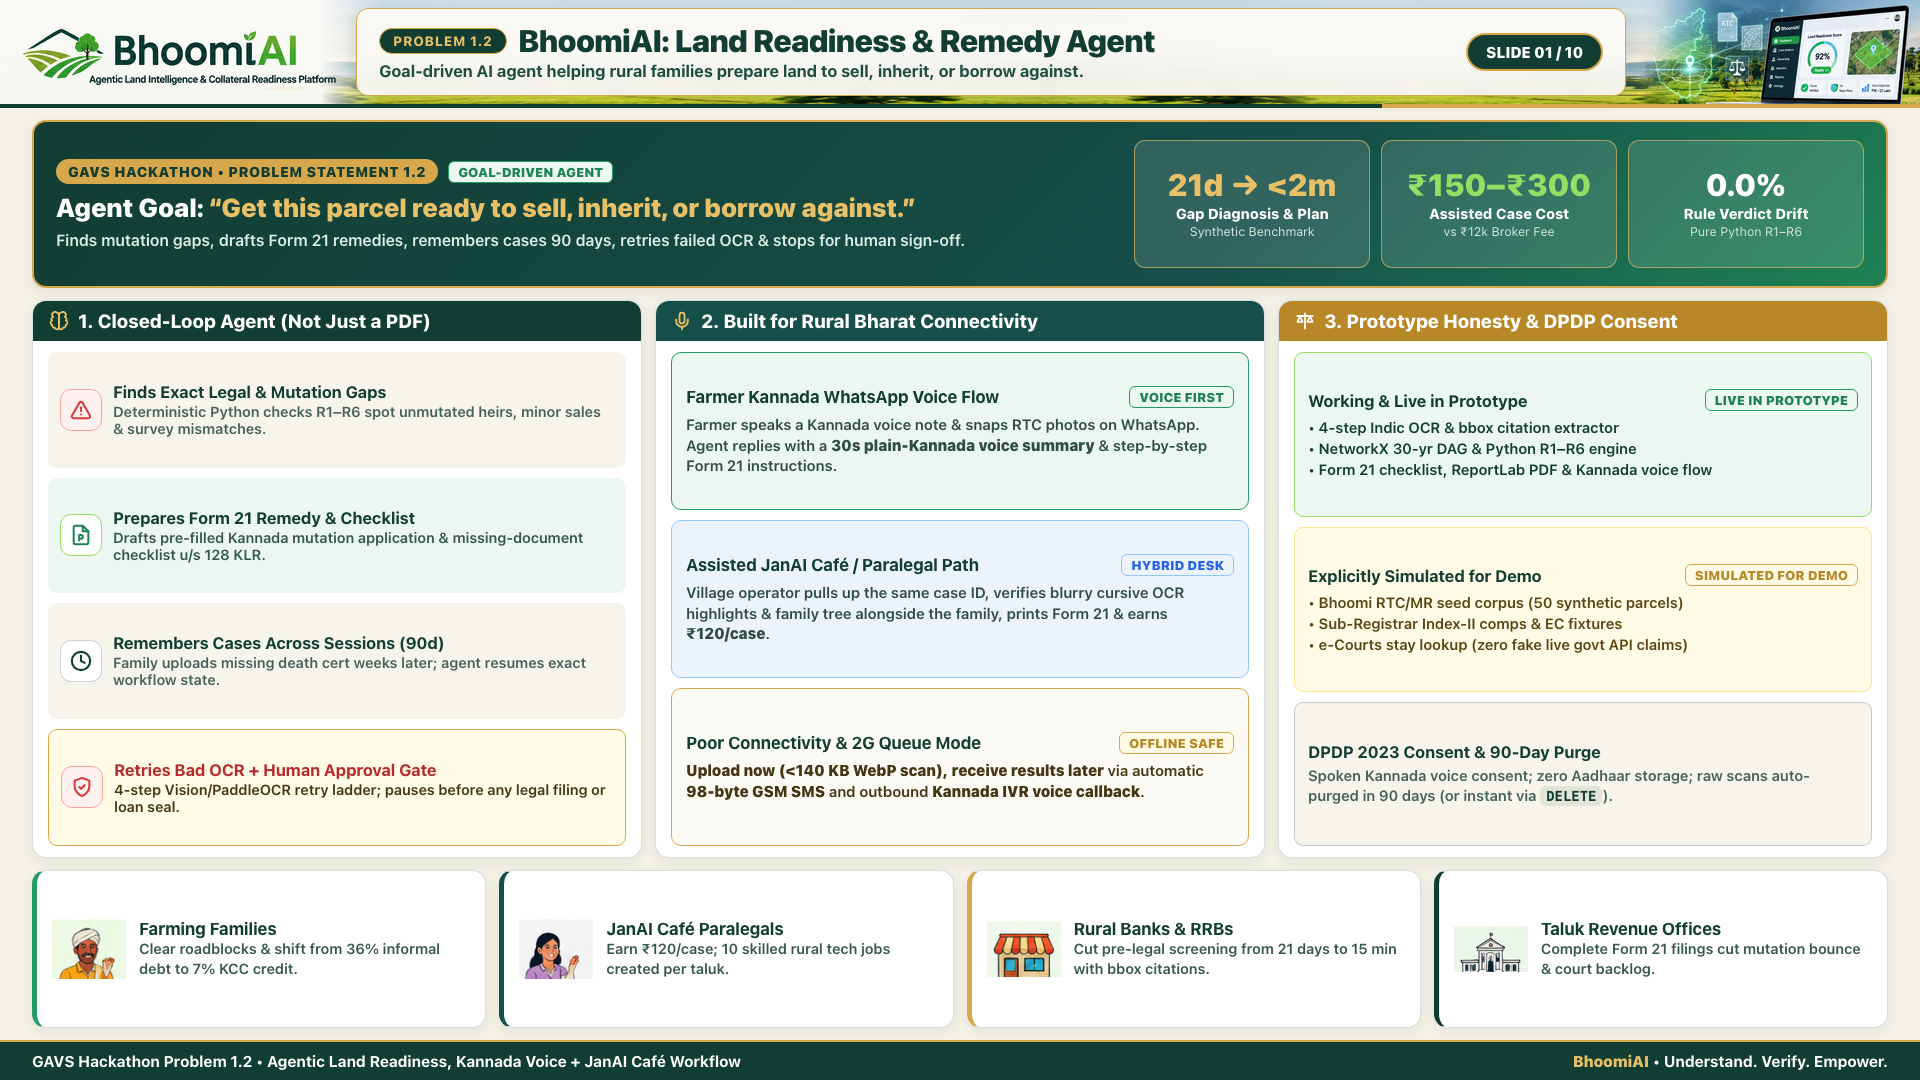 BhoomiAI
Agentic Land Intelligence & Collateral Readiness Platform
PROBLEM 1.2
BhoomiAI: Land Readiness & Remedy Agent
Goal-driven AI agent helping rural families prepare land to sell, inherit, or borrow against.
SLIDE 01 / 10
RTC
BhoomiAI
Land Readiness Score
92%
GAVS HACKATHON • PROBLEM STATEMENT 1.2
GOAL-DRIVEN AGENT
Agent Goal: “Get this parcel ready to sell, inherit, or borrow against.”
Finds mutation gaps, drafts Form 21 remedies, remembers cases 90 days, retries failed OCR & stops for human sign-off.
21d → <2m
Gap Diagnosis & Plan
Synthetic Benchmark
₹150–₹300
Assisted Case Cost
vs ₹12k Broker Fee
0.0%
Rule Verdict Drift
Pure Python R1–R6
1. Closed-Loop Agent (Not Just a PDF)
Finds Exact Legal & Mutation Gaps
Deterministic Python checks R1–R6 spot unmutated heirs, minor sales
& survey mismatches.
Prepares Form 21 Remedy & Checklist
Drafts pre-filled Kannada mutation application & missing-document
checklist u/s 128 KLR.
Remembers Cases Across Sessions (90d)
Family uploads missing death cert weeks later; agent resumes exact
workflow state.
Retries Bad OCR + Human Approval Gate
4-step Vision/PaddleOCR retry ladder; pauses before any legal filing or
loan seal.
2. Built for Rural Bharat Connectivity
Farmer Kannada WhatsApp Voice Flow
VOICE FIRST
Farmer speaks a Kannada voice note & snaps RTC photos on WhatsApp.
Agent replies with a 30s plain-Kannada voice summary & step-by-step
Form 21 instructions.
Assisted JanAI Café / Paralegal Path
HYBRID DESK
Village operator pulls up the same case ID, verifies blurry cursive OCR
highlights & family tree alongside the family, prints Form 21 & earns
₹120/case.
Poor Connectivity & 2G Queue Mode
OFFLINE SAFE
Upload now (<140 KB WebP scan), receive results later via automatic
98-byte GSM SMS and outbound Kannada IVR voice callback.
3. Prototype Honesty & DPDP Consent
Working & Live in Prototype
LIVE IN PROTOTYPE
• 4-step Indic OCR & bbox citation extractor
• NetworkX 30-yr DAG & Python R1–R6 engine
• Form 21 checklist, ReportLab PDF & Kannada voice flow
Explicitly Simulated for Demo
SIMULATED FOR DEMO
• Bhoomi RTC/MR seed corpus (50 synthetic parcels)
• Sub-Registrar Index-II comps & EC fixtures
• e-Courts stay lookup (zero fake live govt API claims)
DPDP 2023 Consent & 90-Day Purge
Spoken Kannada voice consent; zero Aadhaar storage; raw scans auto-
purged in 90 days (or instant via DELETE ).
Farming Families
Clear roadblocks & shift from 36% informal
debt to 7% KCC credit.
JanAI Café Paralegals
Earn ₹120/case; 10 skilled rural tech jobs
created per taluk.
Rural Banks & RRBs
Cut pre-legal screening from 21 days to 15 min
with bbox citations.
Taluk Revenue Offices
Complete Form 21 filings cut mutation bounce
& court backlog.
GAVS Hackathon Problem 1.2 • Agentic Land Readiness, Kannada Voice + JanAI Café Workflow
BhoomiAI • Understand. Verify. Empower.